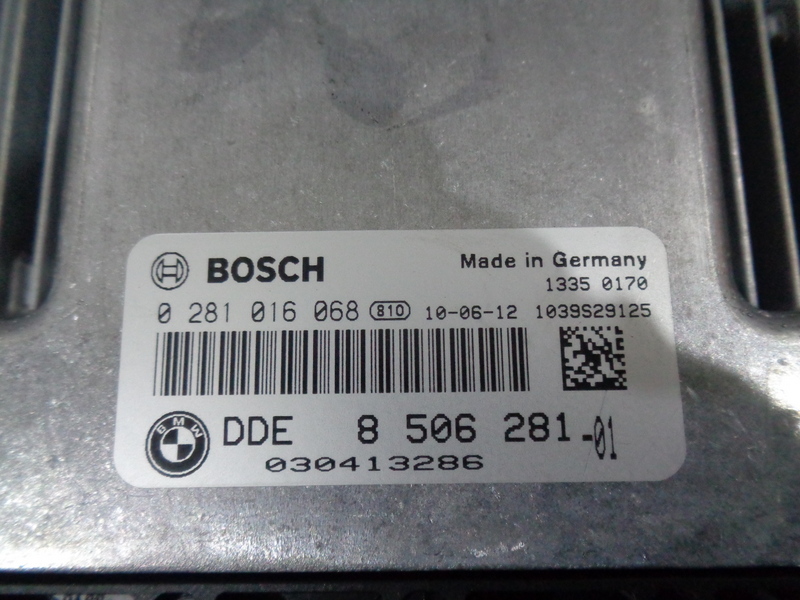 BOSCH
Made in Germany
1335 0170
0 281 016 068 810 10-06-12 1039S29125
BMW
DDE 8 506 281-01
030413286